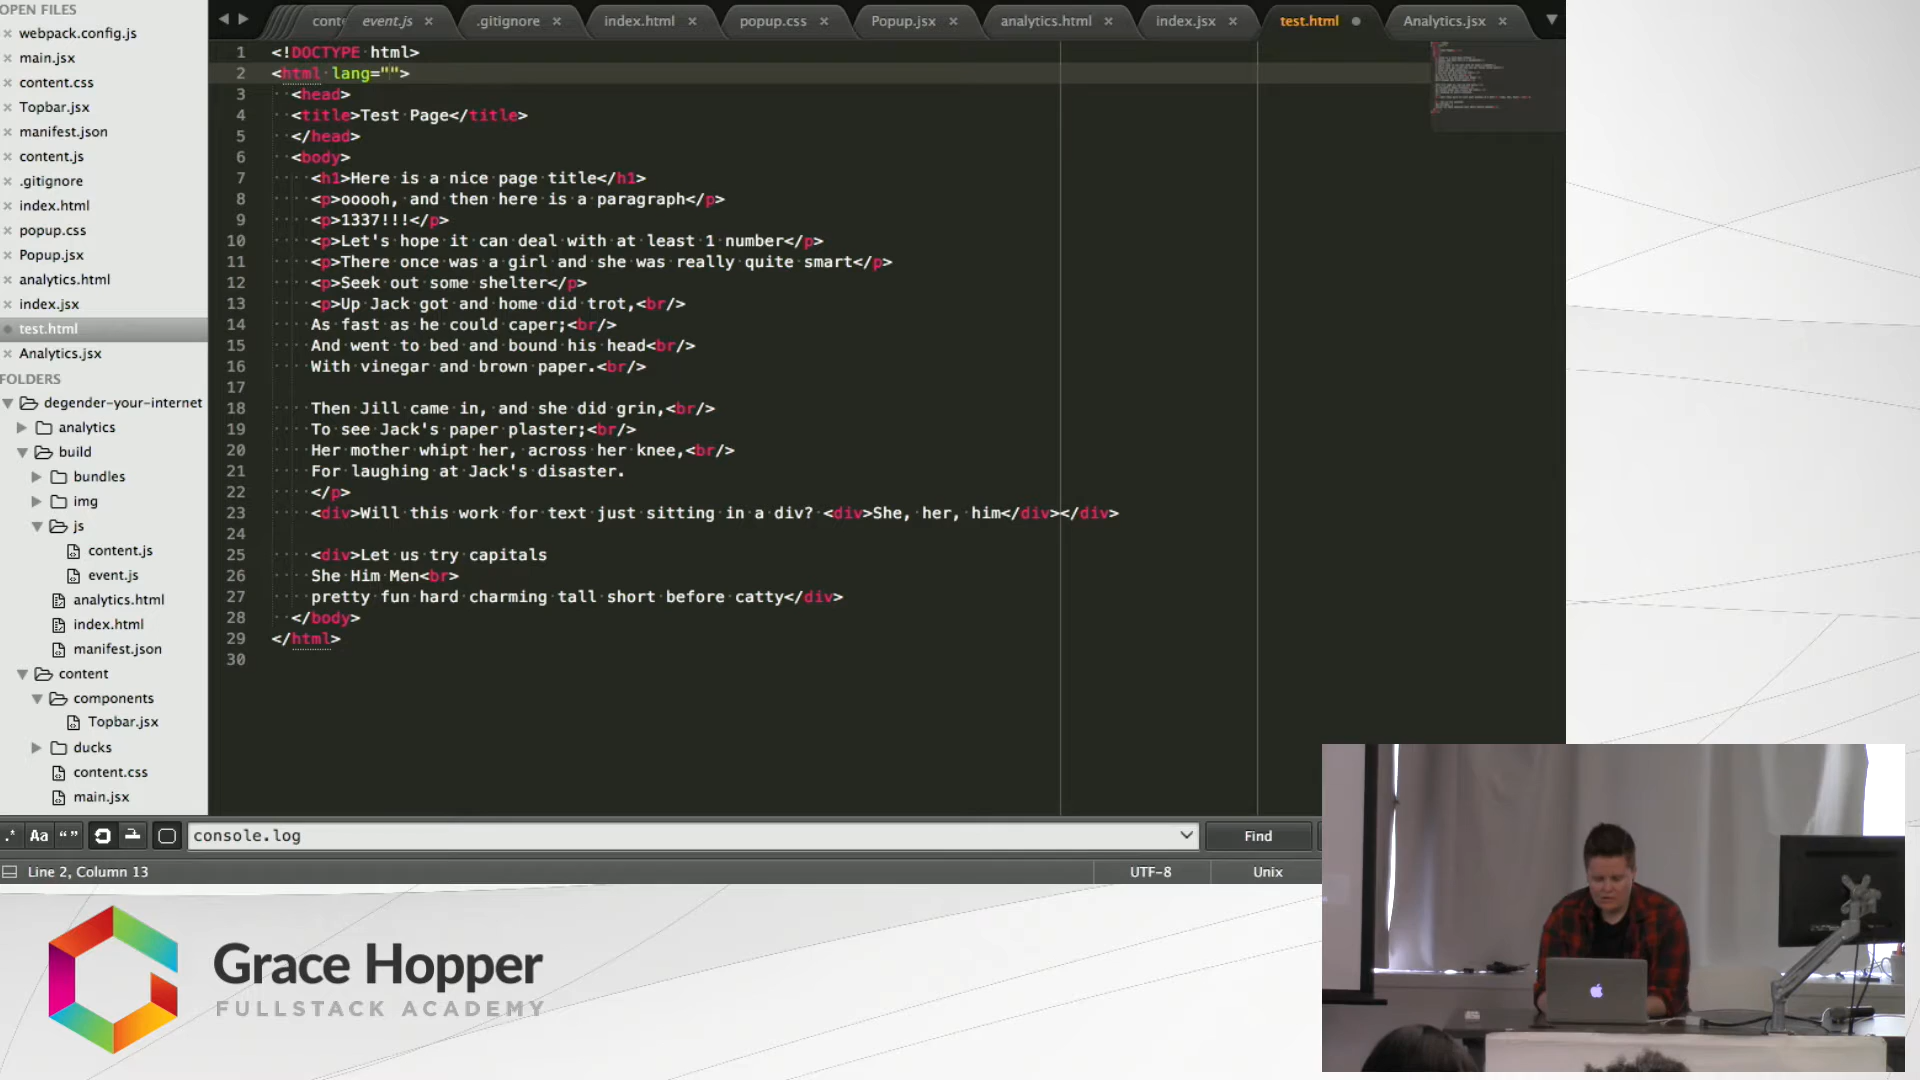 OPEN FILES
webpack.config.js
main.jsx
content.css
Topbar.jsx
manifest.json
content.js
.gitignore
index.html
popup.css
Popup.jsx
analytics.html
index.jsx
test.html
Analytics.jsx
FOLDERS
degender-your-internet
analytics
build
bundles
img
js
content.js
event.js
analytics.html
index.html
manifest.json
content
components
Topbar.jsx
ducks
content.css
main.jsx
conte event.js .gitignore index.html popup.css Popup.jsx analytics.html index.jsx test.html Analytics.jsx
1 <!DOCTYPE html>
2 <html lang="">
3 <head>
4 <title>Test Page</title>
5 </head>
6 <body>
7 <h1>Here is a nice page title</h1>
8 <p>ooooh, and then here is a paragraph</p>
9 <p>1337!!!</p>
10 <p>Let's hope it can deal with at least 1 number</p>
11 <p>There once was a girl and she was really quite smart</p>
12 <p>Seek out some shelter</p>
13 <p>Up Jack got and home did trot,<br/>
14 As fast as he could caper;<br/>
15 And went to bed and bound his head<br/>
16 With vinegar and brown paper.<br/>
17
18 Then Jill came in, and she did grin,<br/>
19 To see Jack's paper plaster;<br/>
20 Her mother whipt her, across her knee,<br/>
21 For laughing at Jack's disaster.
22 </p>
23 <div>Will this work for text just sitting in a div? <div>She, her, him</div></div>
24
25 <div>Let us try capitals
26 She Him Men<br>
27 pretty fun hard charming tall short before catty</div>
28 </body>
29 </html>
30
.* Aa “” console.log Find
Line 2, Column 13 UTF-8 Unix
Grace Hopper
FULLSTACK ACADEMY